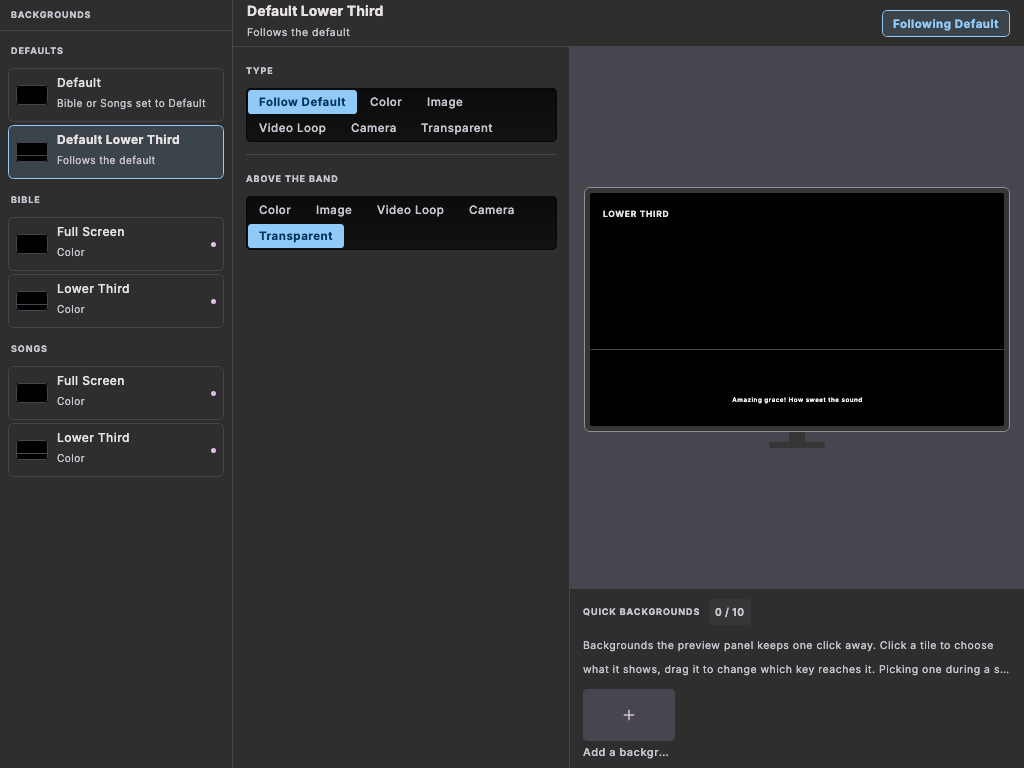 BACKGROUNDS
DEFAULTS
Default
Bible or Songs set to Default
Default Lower Third
Follows the default
BIBLE
Full Screen
Color
Lower Third
Color
SONGS
Full Screen
Color
Lower Third
Color
Default Lower Third
Follows the default
Following Default
TYPE
Follow Default Color Image
Video Loop Camera Transparent
ABOVE THE BAND
Color Image Video Loop Camera
Transparent
LOWER THIRD
Amazing grace! How sweet the sound
QUICK BACKGROUNDS 0 / 10
Backgrounds the preview panel keeps one click away. Click a tile to choose
what it shows, drag it to change which key reaches it. Picking one during a s...
+
Add a backgr...